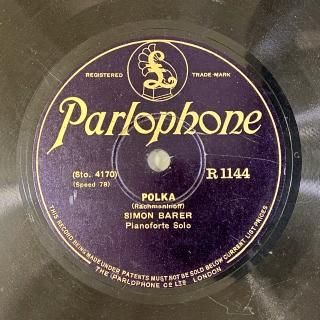 REGISTERED TRADE-MARK
Parlophone
(Sto. 4170) R 1144
(Speed 78)
POLKA
(Rachmaninoff)
SIMON BARER
Pianoforte Solo
THIS RECORD BEING MADE UNDER PATENTS MUST NOT BE SOLD BELOW CURRENT LIST PRICES
THE PARLOPHONE CO LTD LONDON